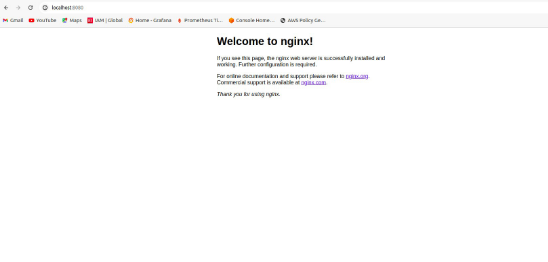 localhost:8080
Gmail YouTube Maps IAM | Global Home - Grafana Prometheus Ti... Console Home... AWS Policy Ge...
Welcome to nginx!
If you see this page, the nginx web server is successfully installed and
working. Further configuration is required.
For online documentation and support please refer to nginx.org.
Commercial support is available at nginx.com.
Thank you for using nginx.